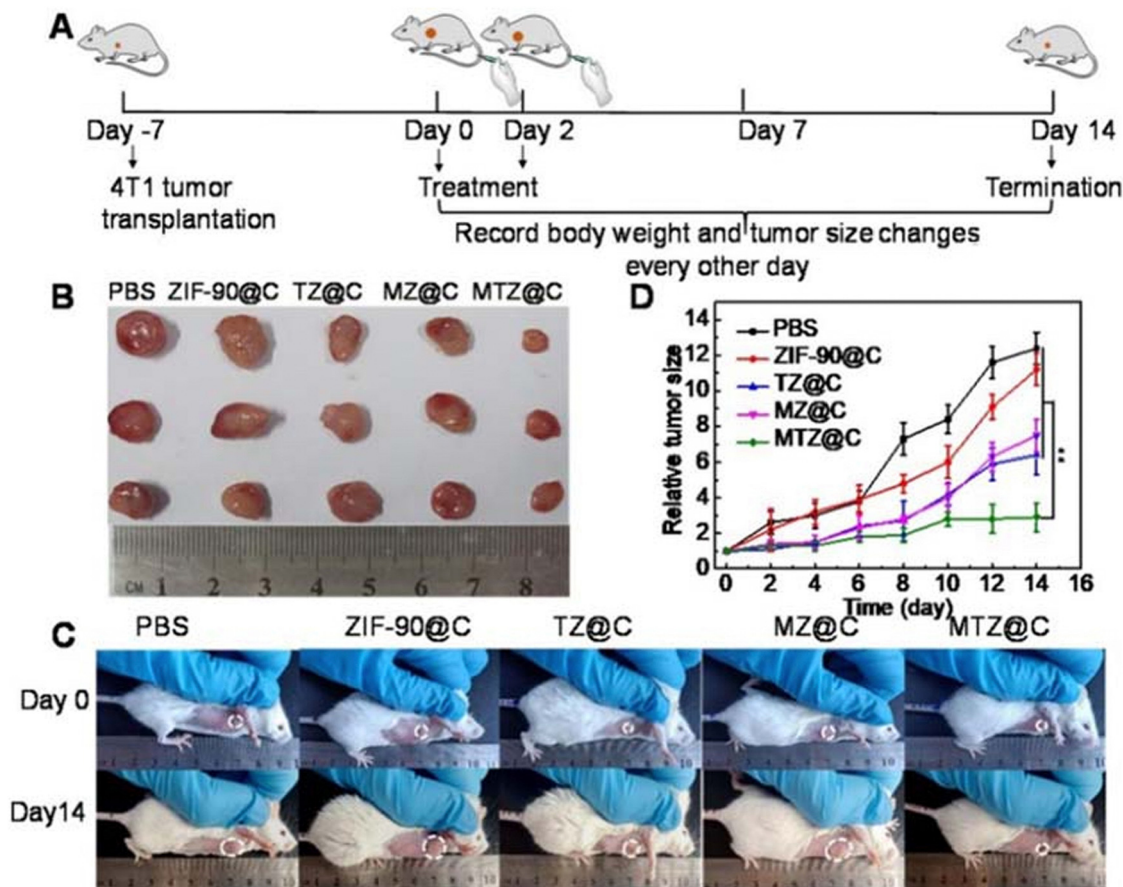 A
Day -7
Day 0
Day 2
Day 7
Day 14
4T1 tumor
transplantation
Treatment
Termination
Record body weight and tumor size changes
every other day
B
PBS ZIF-90@C TZ@C MZ@C MTZ@C
CM 1 2 3 4 5 6 7 8
D
Relative tumor size
14
12
10
8
6
4
2
0
PBS
ZIF-90@C
TZ@C
MZ@C
MTZ@C
**
0 2 4 6 8 10 12 14 16
Time (day)
C
PBS ZIF-90@C TZ@C MZ@C MTZ@C
Day 0
Day14